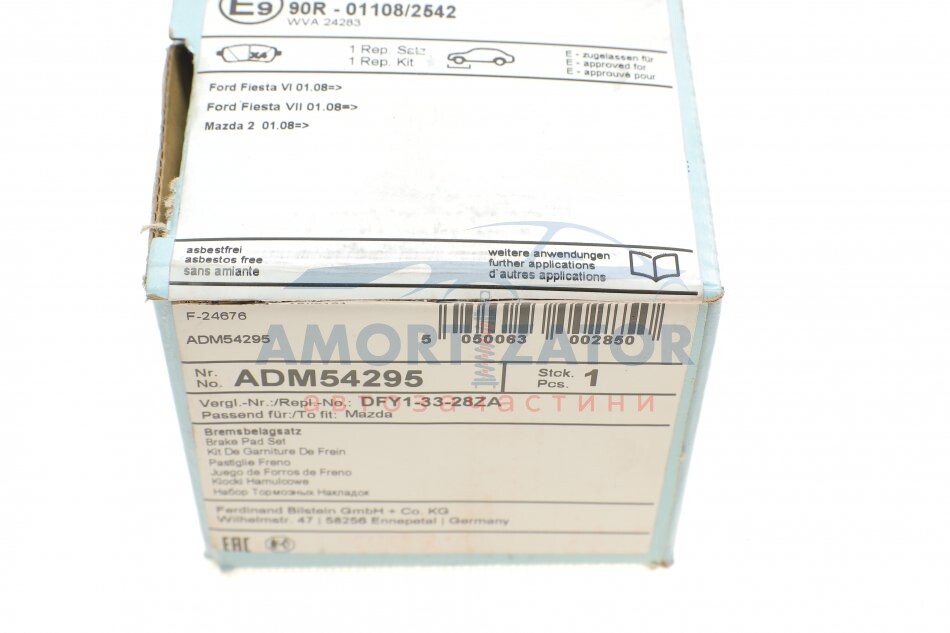 E9 90R - 01108/2542
WVA 24283
X4
1 Rep. Satz
1 Rep. Kit
E - zugelassen für
E - approved for
E - approuvé pour
Ford Fiesta VI 01.08=>
Ford Fiesta VII 01.08=>
Mazda 2 01.08=>
asbestfrei
asbestos free
sans amiante
weitere anwendungen
further applications
d'autres applications
F-24676
ADM54295
5 050063 002850
AMORTIZATOR
Nr.
No. ADM54295
Stck.
Pcs. 1
Vergl.-Nr.:/Repl.-No.: DFY1-33-28ZA
автозапчастини
Passend für:/To fit: Mazda
Bremsbelagsatz
Brake Pad Set
Kit De Garniture De Frein
Pastiglie Freno
Juego de Forros de Freno
Klocki Hamulcowe
Набор Тормозных Накладок
Ferdinand Bilstein GmbH + Co. KG
Wilhelmstr. 47 | 58256 Ennepetal | Germany
EAC